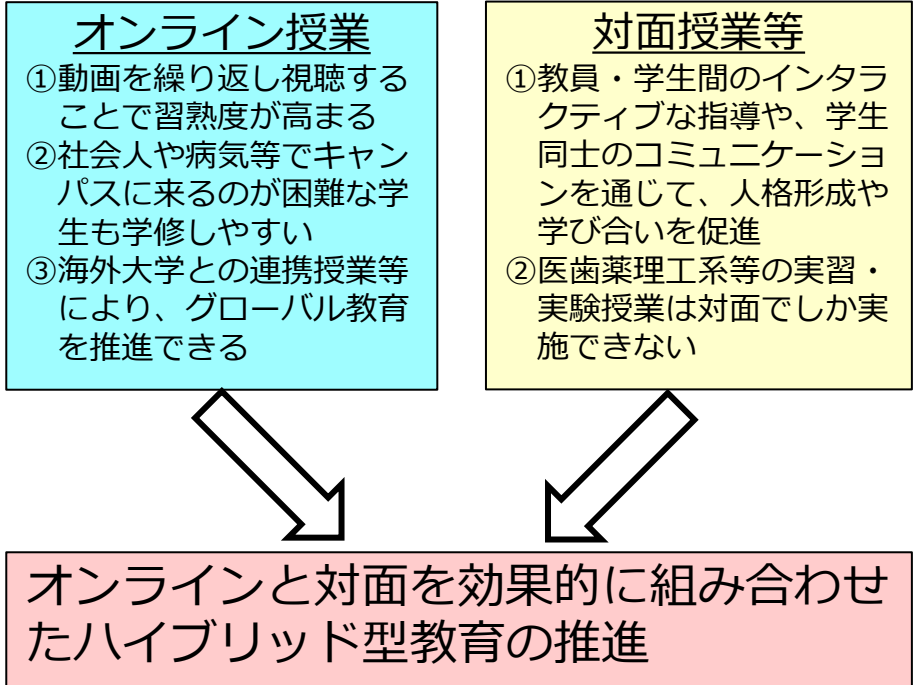 オンライン授業
①動画を繰り返し視聴する
ことで習熟度が高まる
②社会人や病気等でキャン
パスに来るのが困難な学
生も学修しやすい
③海外大学との連携授業等
により、グローバル教育
を推進できる
対面授業等
①教員・学生間のインタラ
クティブな指導や、学生
同士のコミュニケーショ
ンを通じて、人格形成や
学び合いを促進
②医歯薬理工系等の実習・
実験授業は対面でしか実
施できない
オンラインと対面を効果的に組み合わせ
たハイブリッド型教育の推進